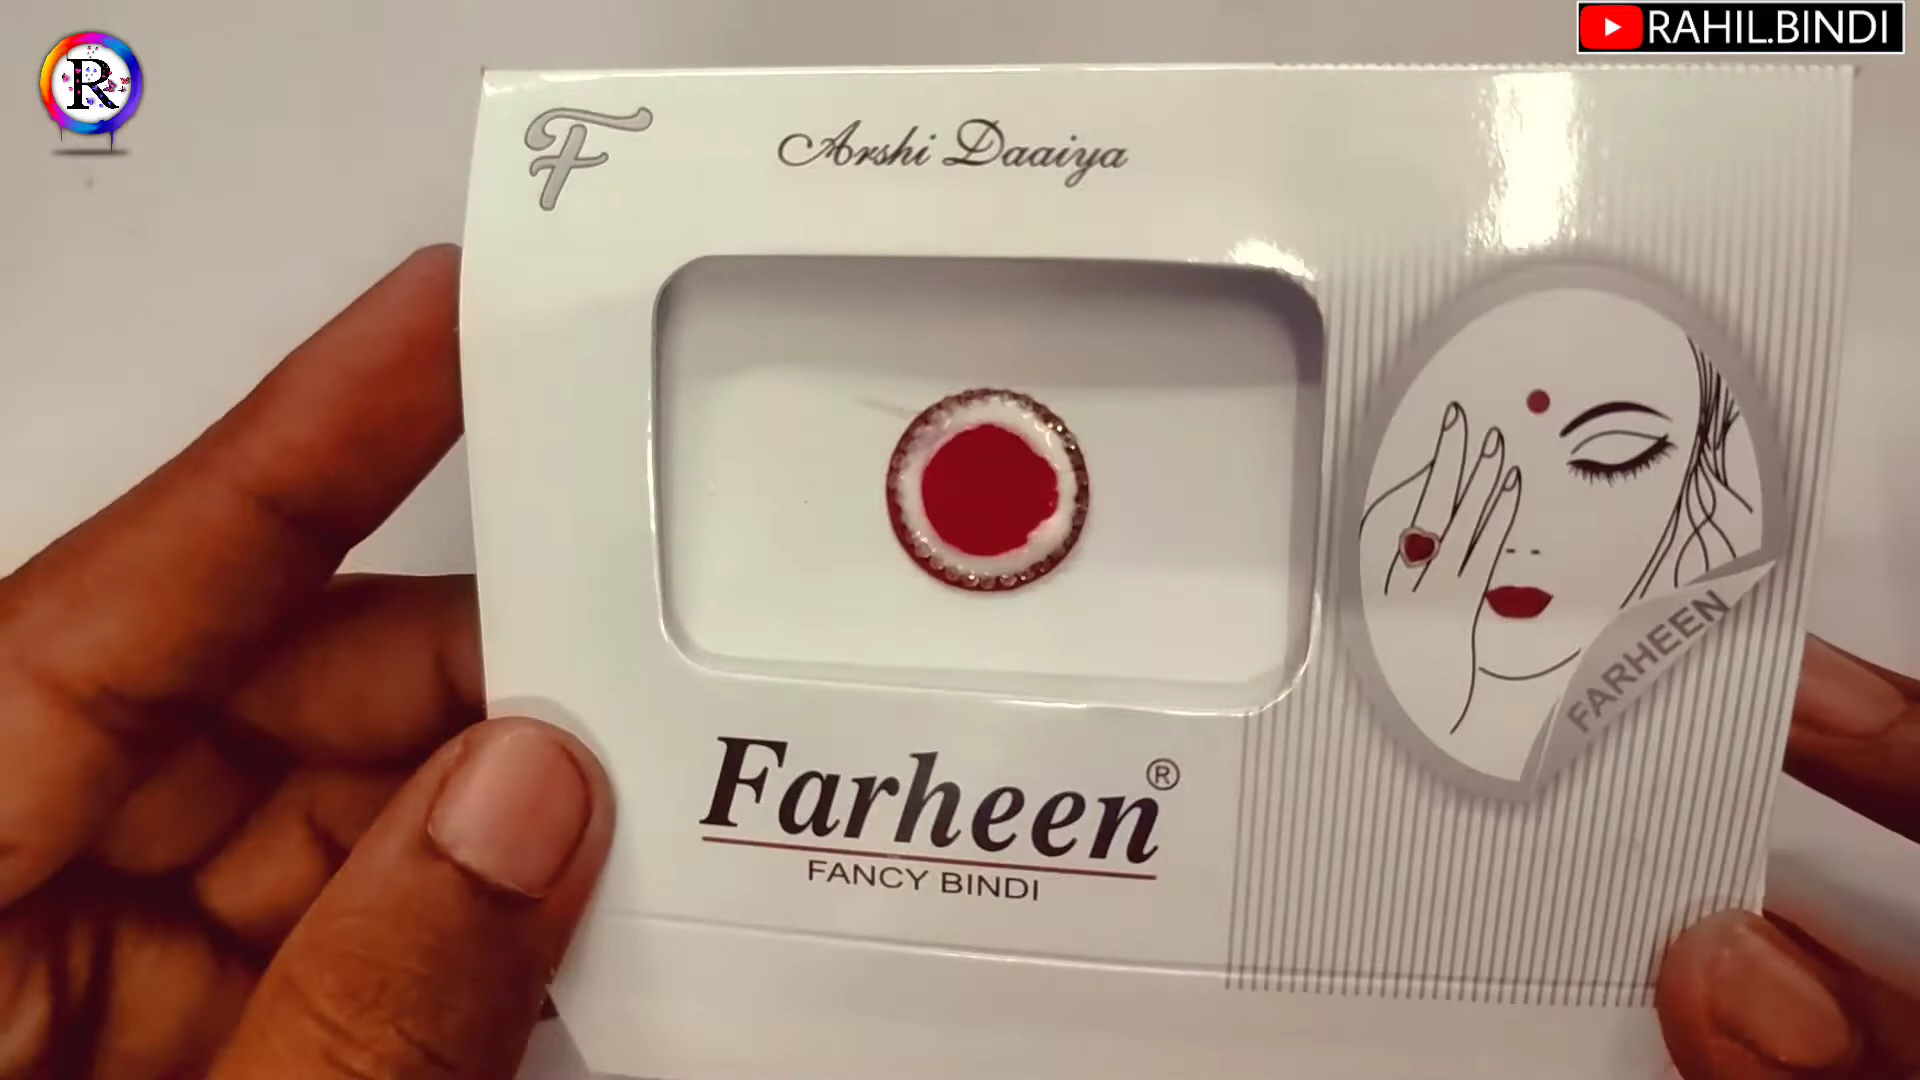 R
RAHIL.BINDI
F
Arshi Daaiya
FARHEEN
Farheen®
FANCY BINDI